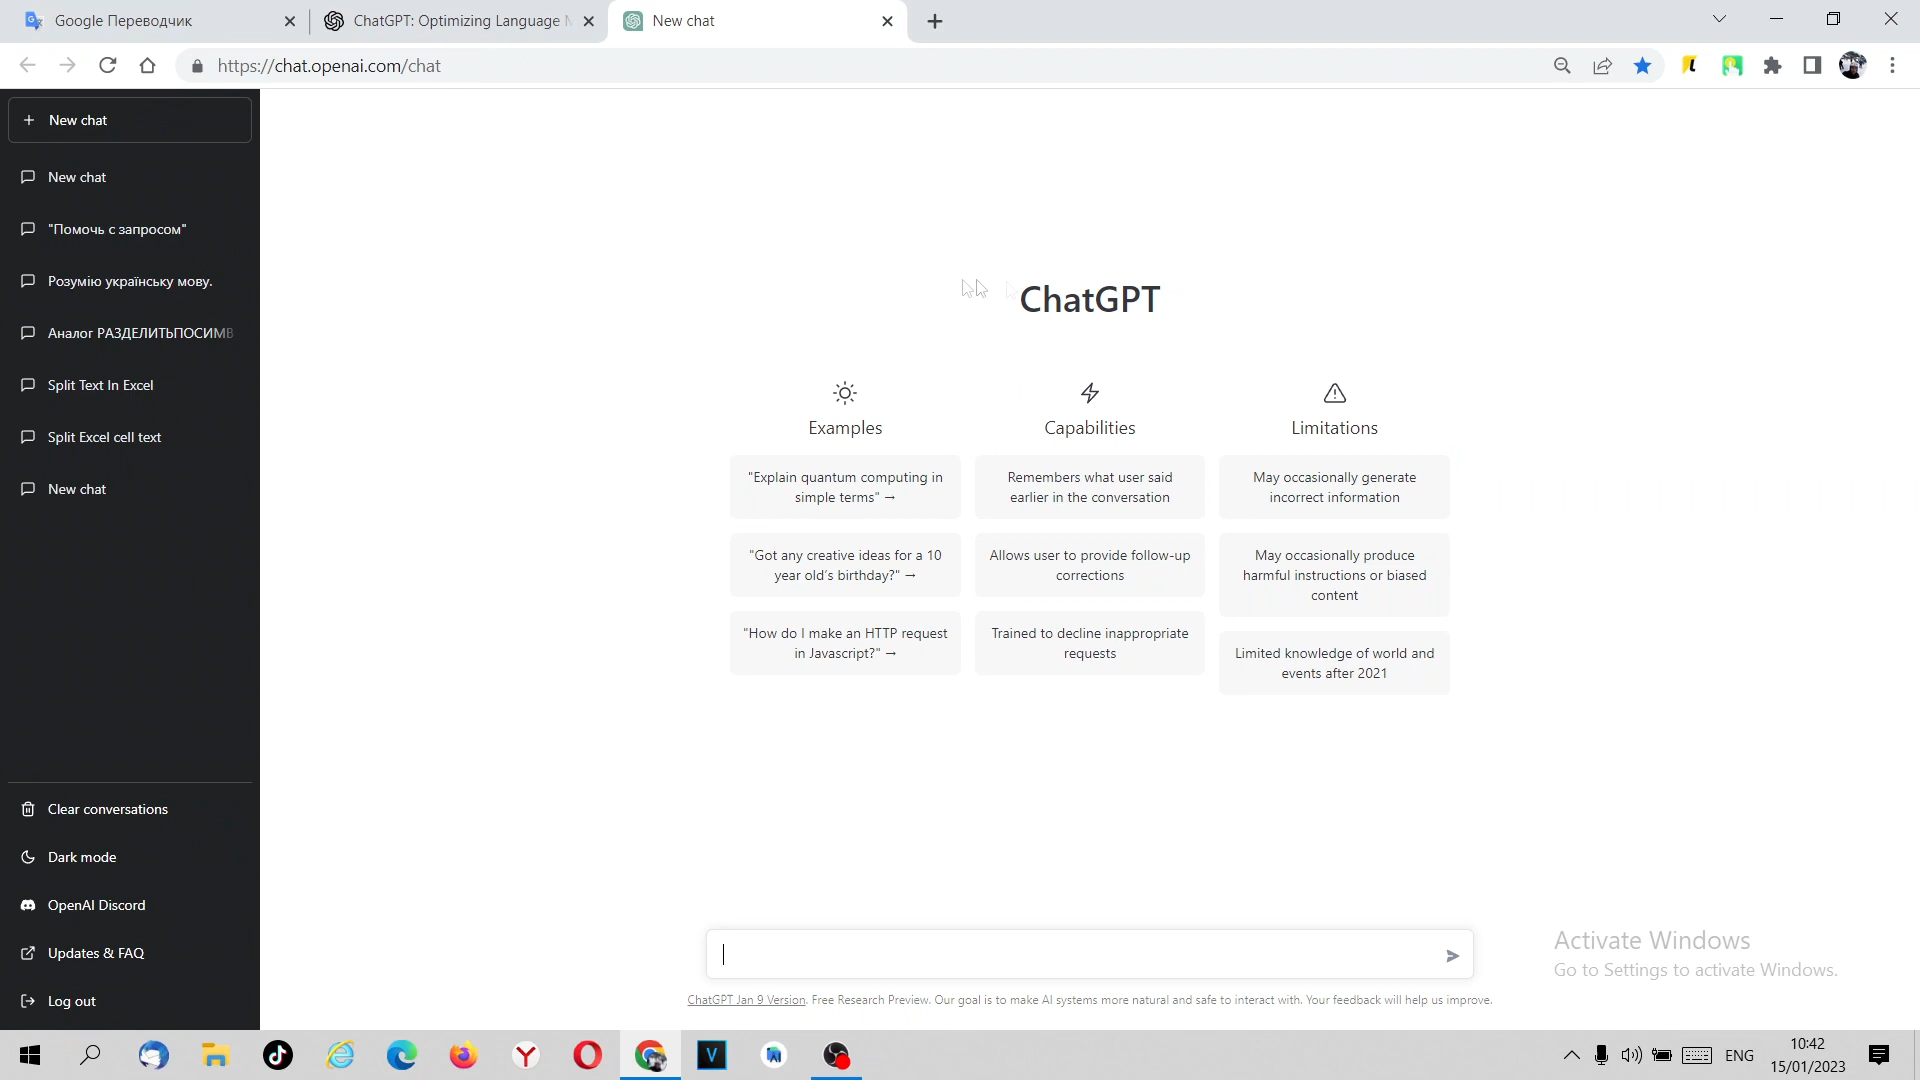 Google Переводчик
ChatGPT: Optimizing Language M
New chat
https://chat.openai.com/chat
New chat
New chat
"Помочь с запросом"
Розумію українську мову.
Аналог РАЗДЕЛИТЬПОСИМВ
Split Text In Excel
Split Excel cell text
New chat
Clear conversations
Dark mode
OpenAI Discord
Updates & FAQ
Log out
ChatGPT
Examples
"Explain quantum computing in
simple terms" →
"Got any creative ideas for a 10
year old's birthday?" →
"How do I make an HTTP request
in Javascript?" →
Capabilities
Remembers what user said
earlier in the conversation
Allows user to provide follow-up
corrections
Trained to decline inappropriate
requests
Limitations
May occasionally generate
incorrect information
May occasionally produce
harmful instructions or biased
content
Limited knowledge of world and
events after 2021
Activate Windows
Go to Settings to activate Windows.
ChatGPT Jan 9 Version. Free Research Preview. Our goal is to make AI systems more natural and safe to interact with. Your feedback will help us improve.
ENG
10:42
15/01/2023